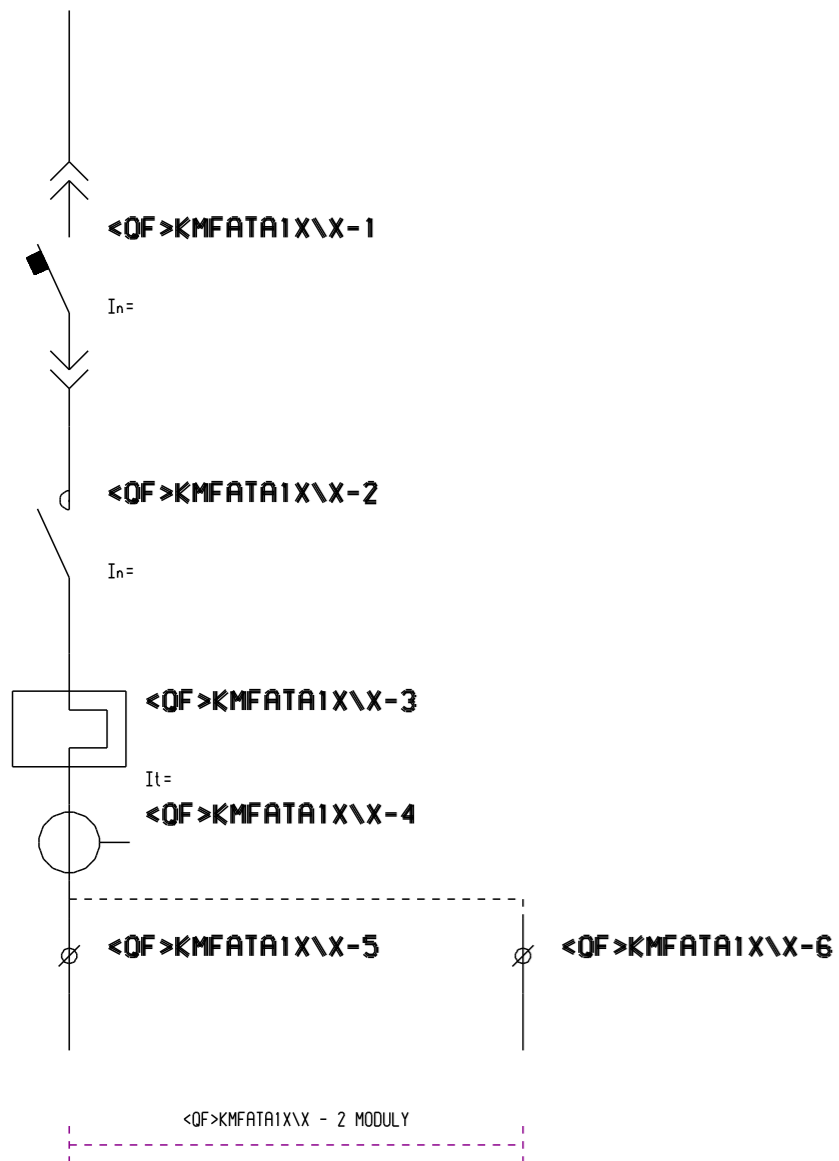 <QF>KMFATA1X\X-1
In=
<QF>KMFATA1X\X-2
In=
<QF>KMFATA1X\X-3
It=
<QF>KMFATA1X\X-4
<QF>KMFATA1X\X-5
<QF>KMFATA1X\X-6
<QF>KMFATA1X\X - 2 MODULY